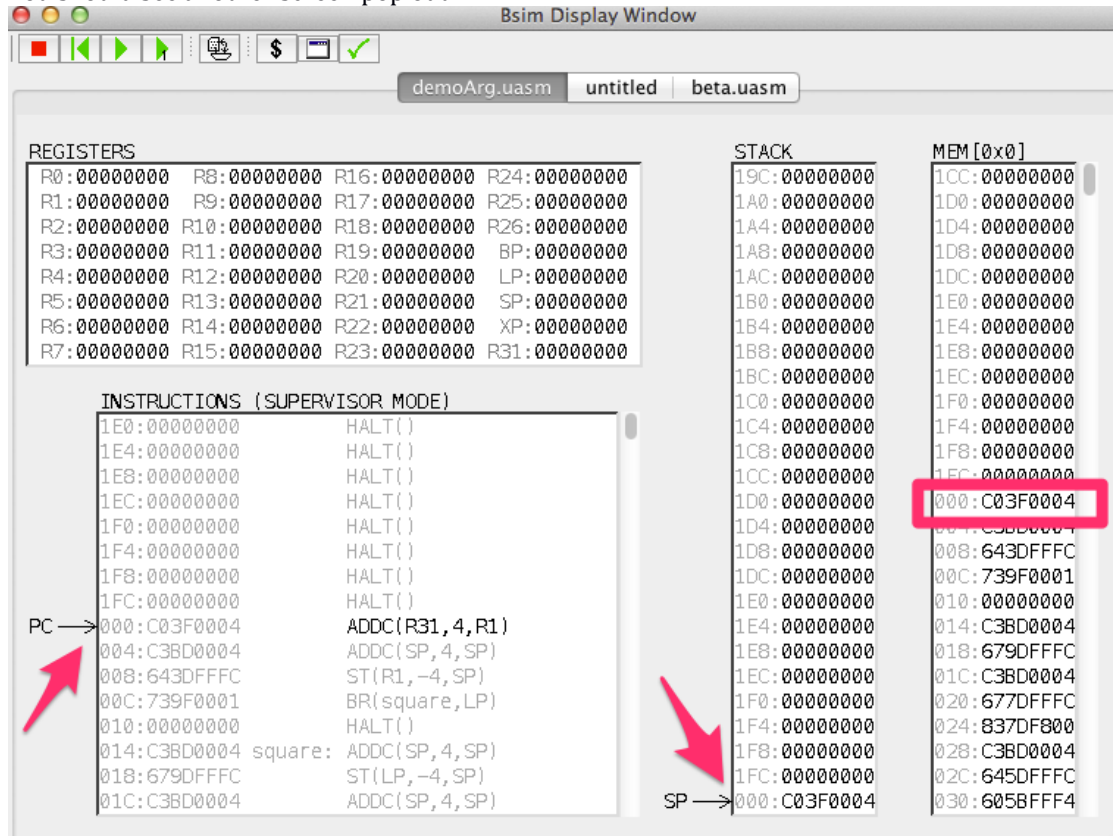 Bsim Display Window
$
demoArg.uasm untitled beta.uasm
REGISTERS
R0:00000000 R8:00000000 R16:00000000 R24:00000000
R1:00000000 R9:00000000 R17:00000000 R25:00000000
R2:00000000 R10:00000000 R18:00000000 R26:00000000
R3:00000000 R11:00000000 R19:00000000 BP:00000000
R4:00000000 R12:00000000 R20:00000000 LP:00000000
R5:00000000 R13:00000000 R21:00000000 SP:00000000
R6:00000000 R14:00000000 R22:00000000 XP:00000000
R7:00000000 R15:00000000 R23:00000000 R31:00000000
INSTRUCTIONS (SUPERVISOR MODE)
1E0:00000000 HALT()
1E4:00000000 HALT()
1E8:00000000 HALT()
1EC:00000000 HALT()
1F0:00000000 HALT()
1F4:00000000 HALT()
1F8:00000000 HALT()
1FC:00000000 HALT()
PC 000:C03F0004 ADDC(R31,4,R1)
004:C3BD0004 ADDC(SP,4,SP)
008:643DFFFC ST(R1,-4,SP)
00C:739F0001 BR(square,LP)
010:00000000 HALT()
014:C3BD0004 square: ADDC(SP,4,SP)
018:679DFFFC ST(LP,-4,SP)
01C:C3BD0004 ADDC(SP,4,SP)
STACK
19C:00000000
1A0:00000000
1A4:00000000
1A8:00000000
1AC:00000000
1B0:00000000
1B4:00000000
1B8:00000000
1BC:00000000
1C0:00000000
1C4:00000000
1C8:00000000
1CC:00000000
1D0:00000000
1D4:00000000
1D8:00000000
1DC:00000000
1E0:00000000
1E4:00000000
1E8:00000000
1EC:00000000
1F0:00000000
1F4:00000000
1F8:00000000
1FC:00000000
SP 000:C03F0004
MEM[0x0]
1CC:00000000
1D0:00000000
1D4:00000000
1D8:00000000
1DC:00000000
1E0:00000000
1E4:00000000
1E8:00000000
1EC:00000000
1F0:00000000
1F4:00000000
1F8:00000000
1FC:00000000
000:C03F0004
008:643DFFFC
00C:739F0001
010:00000000
014:C3BD0004
018:679DFFFC
01C:C3BD0004
020:677DFFFC
024:837DF800
028:C3BD0004
02C:645DFFFC
030:605BFFF4